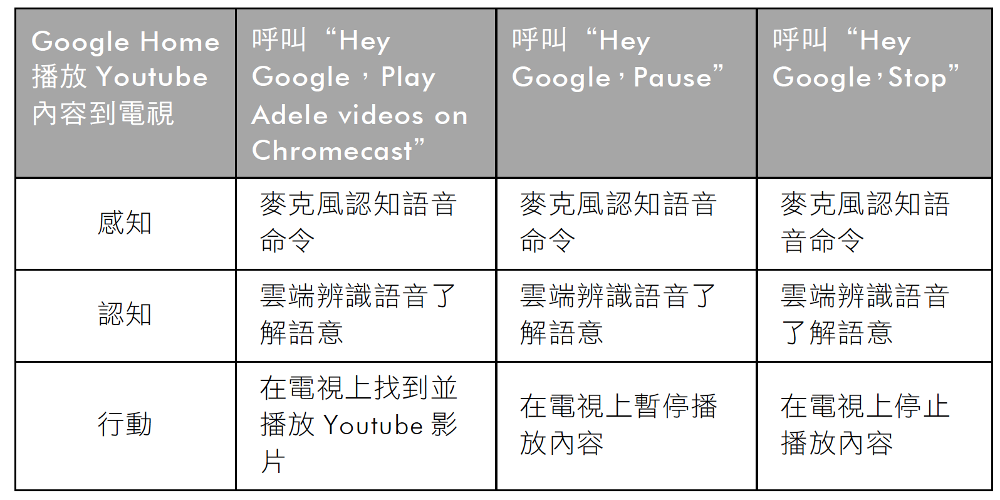 Google Home
播放 Youtube
內容到電視
呼叫“Hey
Google，Play
Adele videos on
Chromecast”
呼叫“Hey
Google，Pause”
呼叫“Hey
Google，Stop”
感知
麥克風認知語音
命令
麥克風認知語音
命令
麥克風認知語
音命令
認知
雲端辨識語音了
解語意
雲端辨識語音了
解語意
雲端辨識語音
了解語意
行動
在電視上找到並
播放 Youtube 影
片
在電視上暫停播
放內容
在電視上停止
播放內容